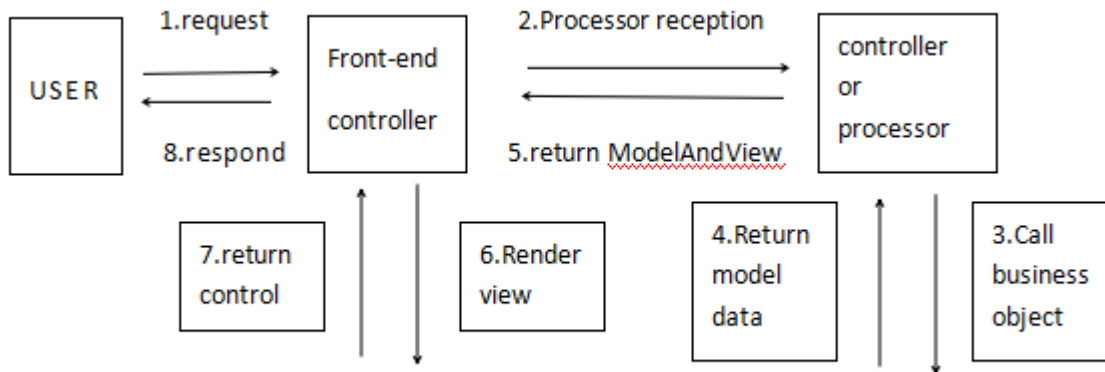 1.request
2.Processor reception
USER
Front-end
controller
controller
or
processor
8.respond
5.return ModelAndView
7.return
control
6.Render
view
4.Return
model
data
3.Call
business
object